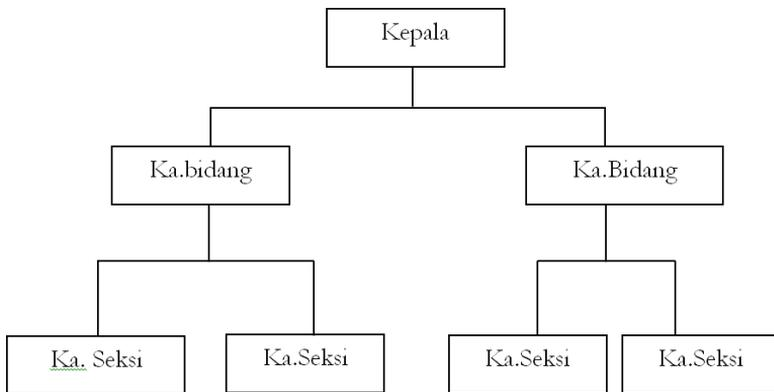 Kepala
Ka.bidang
Ka.Bidang
Ka. Seksi
Ka.Seksi
Ka.Seksi
Ka.Seksi